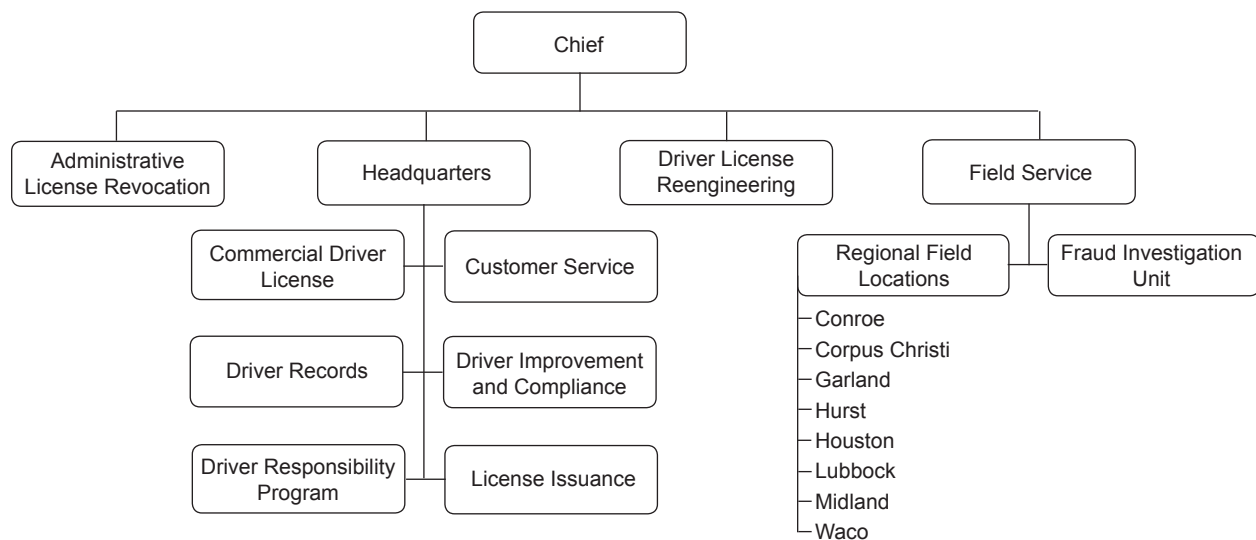 Chief
Administrative
License Revocation
Headquarters
Driver License
Reengineering
Field Service
Commercial Driver
License
Customer Service
Regional Field
Locations
Fraud Investigation
Unit
Driver Records
Driver Improvement
and Compliance
Driver Responsibility
Program
License Issuance
Conroe
Corpus Christi
Garland
Hurst
Houston
Lubbock
Midland
Waco